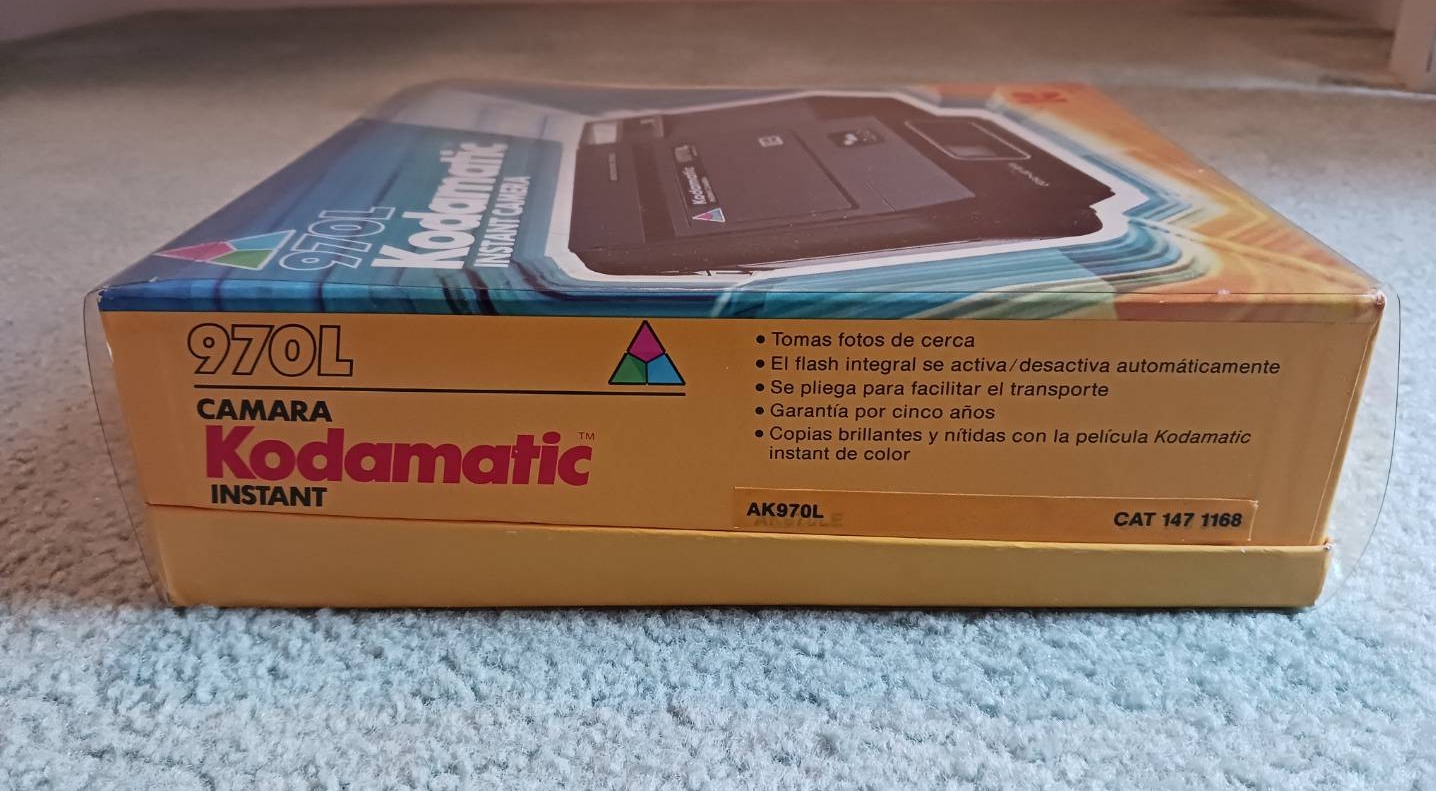 970L
Kodamatic
INSTANT CAMERA
Kodamatic
970L
CAMARA
Kodamatic™
INSTANT
• Tomas fotos de cerca
• El flash integral se activa/desactiva automáticamente
• Se pliega para facilitar el transporte
• Garantía por cinco años
• Copias brillantes y nítidas con la película Kodamatic
instant de color
AK970L
CAT 147 1168